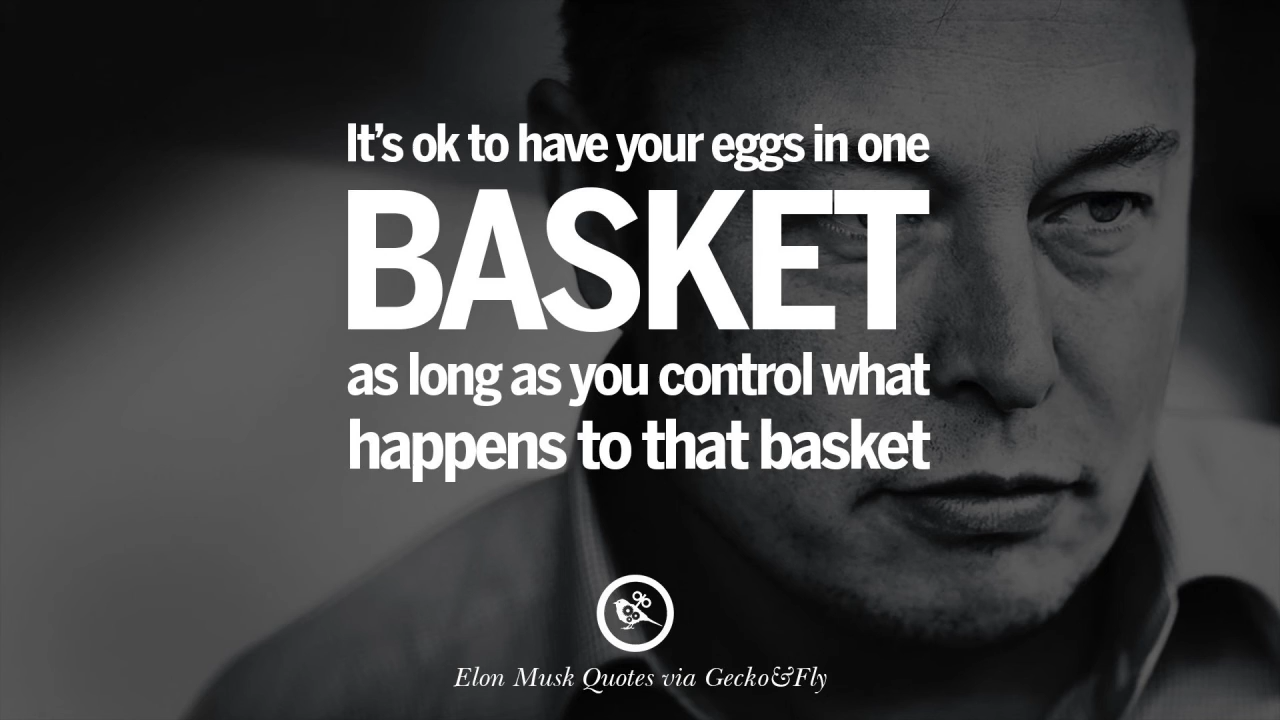 It's ok to have your eggs in one
BASKET
as long as you control what
happens to that basket
Elon Musk Quotes via Gecko&Fly